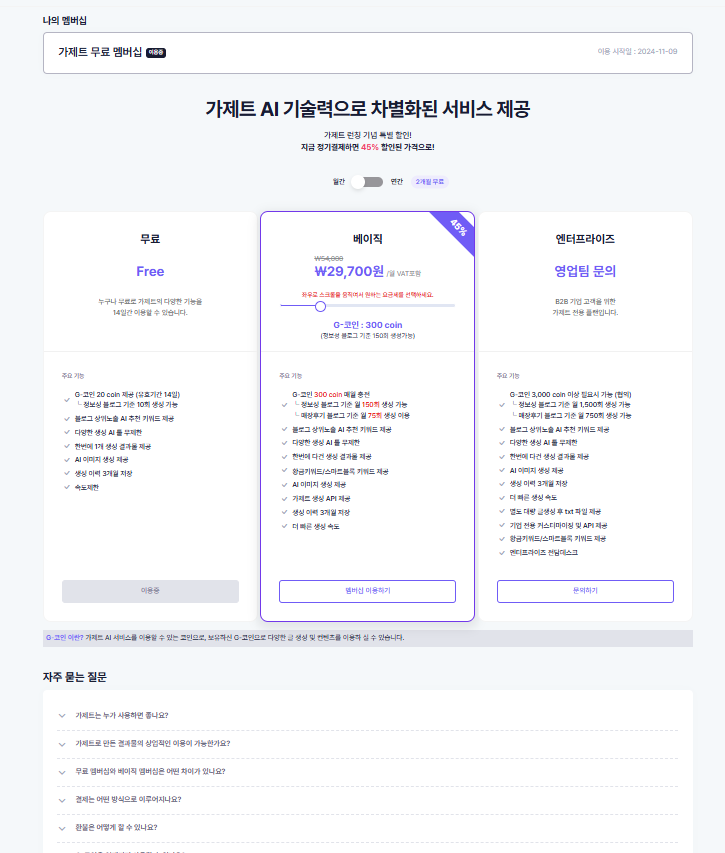 나의 멤버십
가제트 무료 멤버십 이용중
이용 시작일 : 2024-11-09
가제트 AI 기술력으로 차별화된 서비스 제공
가제트 런칭 기념 특별 할인!
지금 정기결제하면 45% 할인된 가격으로!
월간 연간 2개월 무료
무료
Free
누구나 무료로 가제트의 다양한 기능을
14일간 이용할 수 있습니다.
주요 기능
G-코인 20 coin 제공 (유효기간 14일)
└ 정보성 블로그 기준 10회 생성 가능
블로그 상위노출 AI 추천 키워드 제공
다양한 생성 AI 툴 무제한
한번에 1개 생성 결과물 제공
AI 이미지 생성 제공
생성 이력 3개월 저장
속도제한
이용중
45%
베이직
₩54,000
₩29,700원 /월 VAT포함
좌우로 스크롤을 움직여서 원하는 요금제를 선택하세요.
G-코인 : 300 coin
(정보성 블로그 기준 150회 생성가능)
주요 기능
G-코인 300 coin 매월 충전
└ 정보성 블로그 기준 월 150회 생성 가능
└ 매장후기 블로그 기준 월 75회 생성 이용
블로그 상위노출 AI 추천 키워드 제공
다양한 생성 AI 툴 무제한
한번에 다건 생성 결과물 제공
황금키워드/스마트블록 키워드 제공
AI 이미지 생성 제공
가제트 생성 API 제공
생성 이력 3개월 저장
더 빠른 생성 속도
멤버십 이용하기
엔터프라이즈
영업팀 문의
B2B 기업 고객을 위한
가제트 전용 플랜입니다.
주요 기능
G-코인 3,000 coin 이상 필요시 가능 (협의)
└ 정보성 블로그 기준 월 1,500회 생성 가능
└ 매장후기 블로그 기준 월 750회 생성 가능
블로그 상위노출 AI 추천 키워드 제공
다양한 생성 AI 툴 무제한
한번에 다건 생성 결과물 제공
AI 이미지 생성 제공
생성 이력 3개월 저장
더 빠른 생성 속도
별도 대량 글생성 후 txt 파일 제공
기업 전용 커스터마이징 및 API 제공
황금키워드/스마트블록 키워드 제공
엔터프라이즈 전담데스크
문의하기
G-코인 이란? 가제트 AI 서비스를 이용할 수 있는 코인으로, 보유하신 G-코인으로 다양한 글 생성 및 컨텐츠를 이용하 실 수 있습니다.
자주 묻는 질문
가제트는 누가 사용하면 좋나요?
가제트로 만든 결과물의 상업적인 이용이 가능한가요?
무료 멤버십와 베이직 멤버십은 어떤 차이가 있나요?
결제는 어떤 방식으로 이루어지나요?
환불은 어떻게 할 수 있나요?